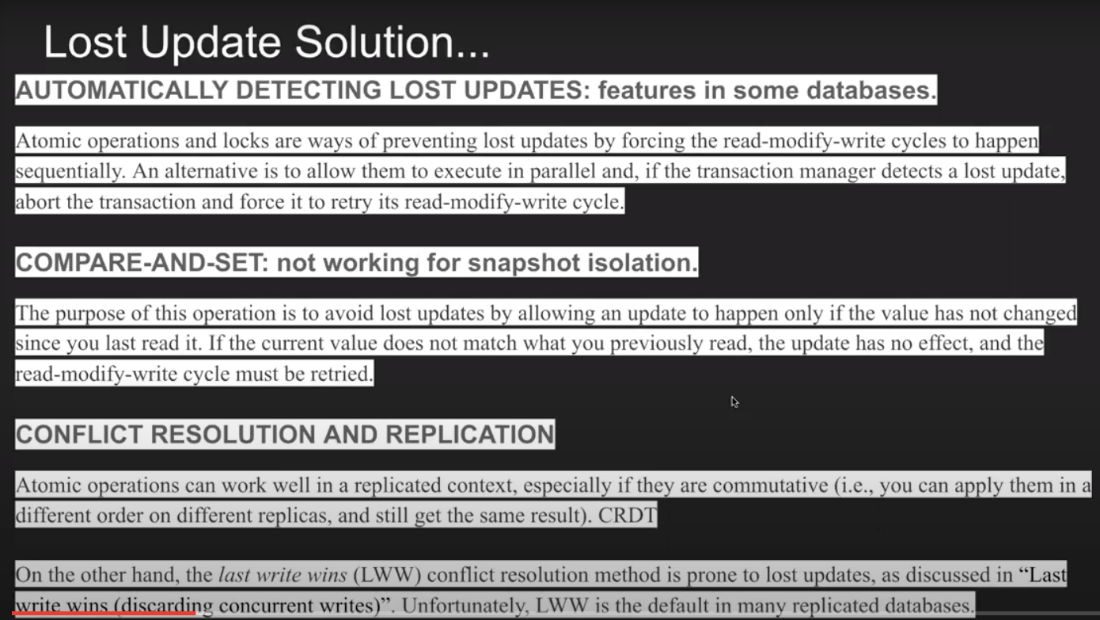 Lost Update Solution...
AUTOMATICALLY DETECTING LOST UPDATES: features in some databases.
Atomic operations and locks are ways of preventing lost updates by forcing the read-modify-write cycles to happen
sequentially. An alternative is to allow them to execute in parallel and, if the transaction manager detects a lost update,
abort the transaction and force it to retry its read-modify-write cycle.
COMPARE-AND-SET: not working for snapshot isolation.
The purpose of this operation is to avoid lost updates by allowing an update to happen only if the value has not changed
since you last read it. If the current value does not match what you previously read, the update has no effect, and the
read-modify-write cycle must be retried.
CONFLICT RESOLUTION AND REPLICATION
Atomic operations can work well in a replicated context, especially if they are commutative (i.e., you can apply them in a
different order on different replicas, and still get the same result). CRDT
On the other hand, the last write wins (LWW) conflict resolution method is prone to lost updates, as discussed in “Last
write wins (discarding concurrent writes)”. Unfortunately, LWW is the default in many replicated databases.